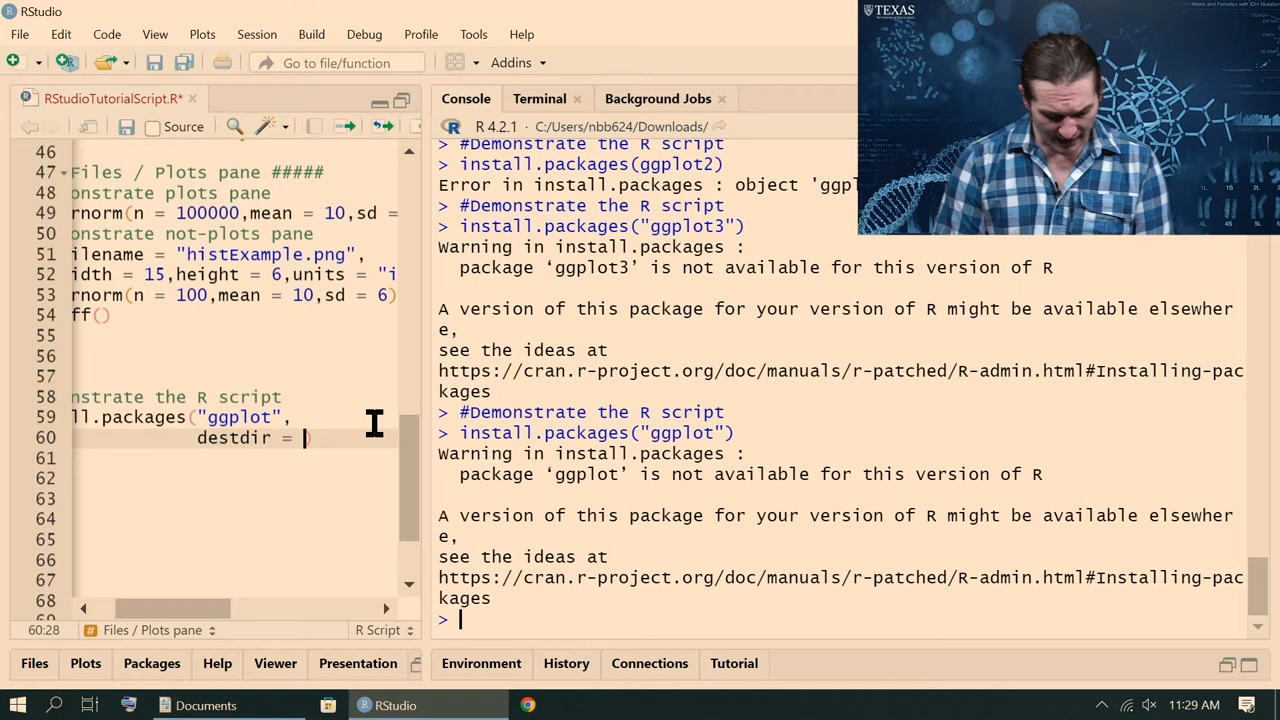 RStudio
File Edit Code View Plots Session Build Debug Profile Tools Help
Go to file/function Addins
RStudioTutorialScript.R*
Source
46
47 Files / Plots pane #####
48 onstrate plots pane
49 rnorm(n = 100000,mean = 10,sd =
50 onstrate not-plots pane
51 ilename = "histExample.png",
52 idth = 15,height = 6,units = "i
53 rnorm(n = 100,mean = 10,sd = 6)
54 ff()
55
56
57
58 nstrate the R script
59 ll.packages("ggplot",
60 destdir = )
61
62
63
64
65
66
67
68
60:28 # Files / Plots pane R Script
Files Plots Packages Help Viewer Presentation
Console Terminal Background Jobs
R 4.2.1 · C:/Users/nbb624/Downloads/
> #Demonstrate the R script
> install.packages(ggplot2)
Error in install.packages : object 'ggpl
> #Demonstrate the R script
> install.packages("ggplot3")
Warning in install.packages :
package ‘ggplot3’ is not available for this version of R
A version of this package for your version of R might be available elsewher
e,
see the ideas at
https://cran.r-project.org/doc/manuals/r-patched/R-admin.html#Installing-pac
kages
> #Demonstrate the R script
> install.packages("ggplot")
Warning in install.packages :
package ‘ggplot’ is not available for this version of R
A version of this package for your version of R might be available elsewher
e,
see the ideas at
https://cran.r-project.org/doc/manuals/r-patched/R-admin.html#Installing-pac
kages
>
Environment History Connections Tutorial
TEXAS
Males and Females with IDH Mutation
Documents RStudio 11:29 AM